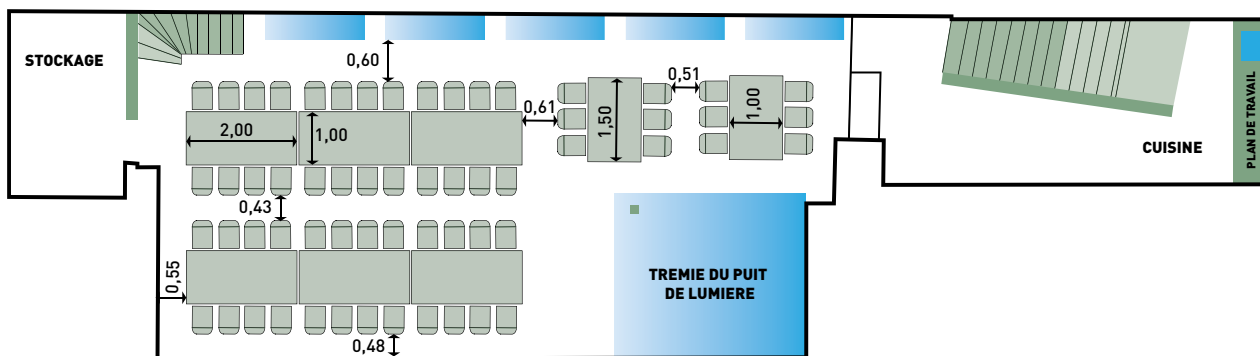 STOCKAGE
0,60
0,51
0,61
1,50
1,00
2,00
1,00
CUISINE
PLAN DE TRAVAIL
0,43
0,55
TREMIE DU PUIT
DE LUMIERE
0,48